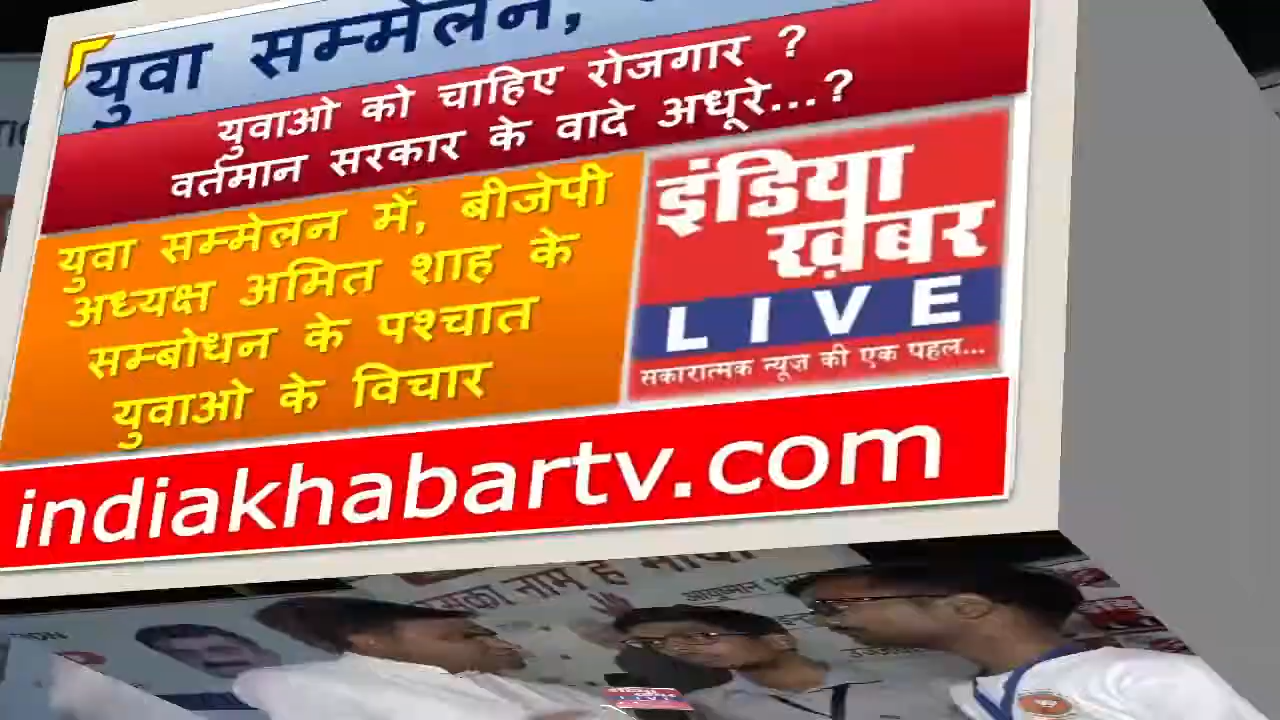 युवा सम्मेलन,
युवाओ को चाहिए रोजगार ?
वर्तमान सरकार के वादे अधूरे...?
युवा सम्मेलन में, बीजेपी
अध्यक्ष अमित शाह के
सम्बोधन के पश्चात
युवाओ के विचार
इंडिया
ख़बर
LIVE
सकारात्मक न्यूज़ की एक पहल...
indiakhabartv.com
नाम है मोदी
आयुष्मान